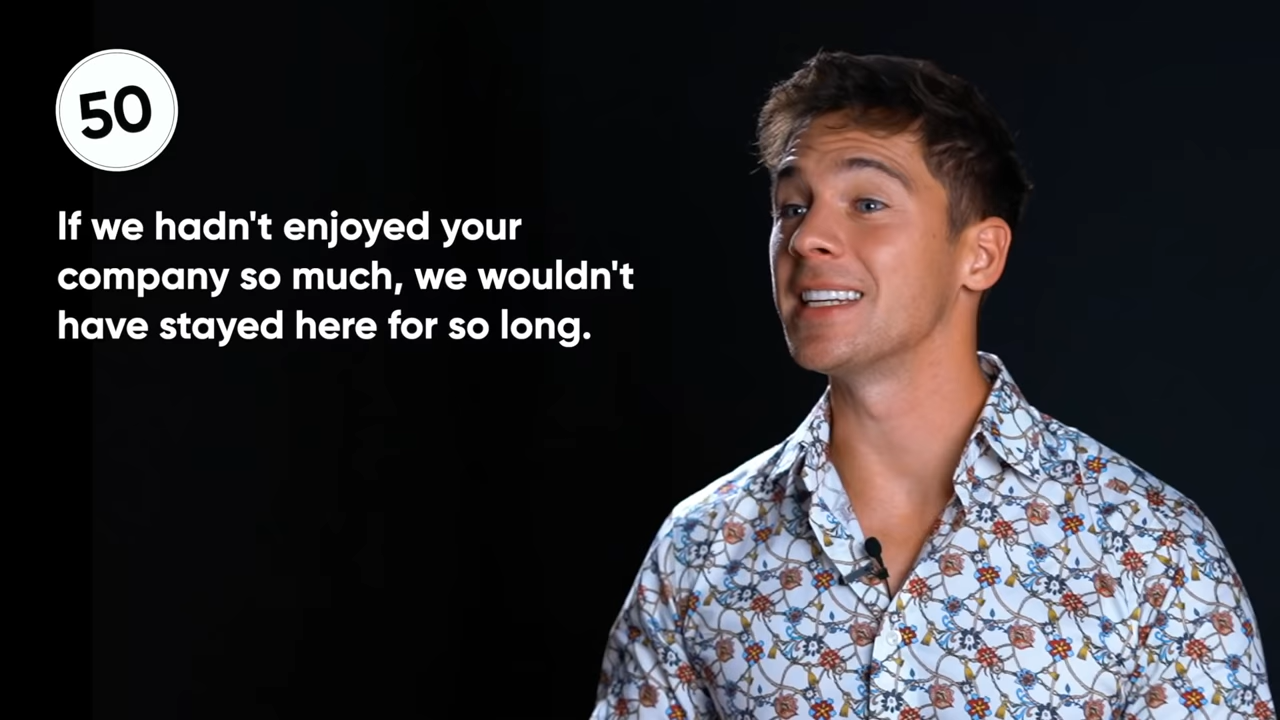 50
If we hadn't enjoyed your
company so much, we wouldn't
have stayed here for so long.